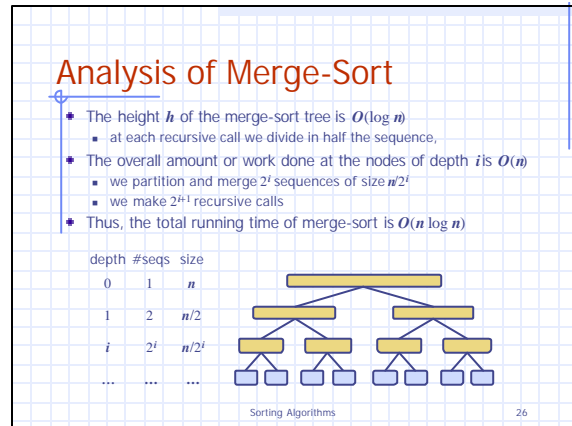 Analysis of Merge-Sort
The height h of the merge-sort tree is O(log n)
at each recursive call we divide in half the sequence,
The overall amount or work done at the nodes of depth i is O(n)
we partition and merge 2^i sequences of size n/2^i
we make 2^{i+1} recursive calls
Thus, the total running time of merge-sort is O(n log n)
depth #seqs size
0 1 n
1 2 n/2
i 2^i n/2^i
... ... ...
Sorting Algorithms 26